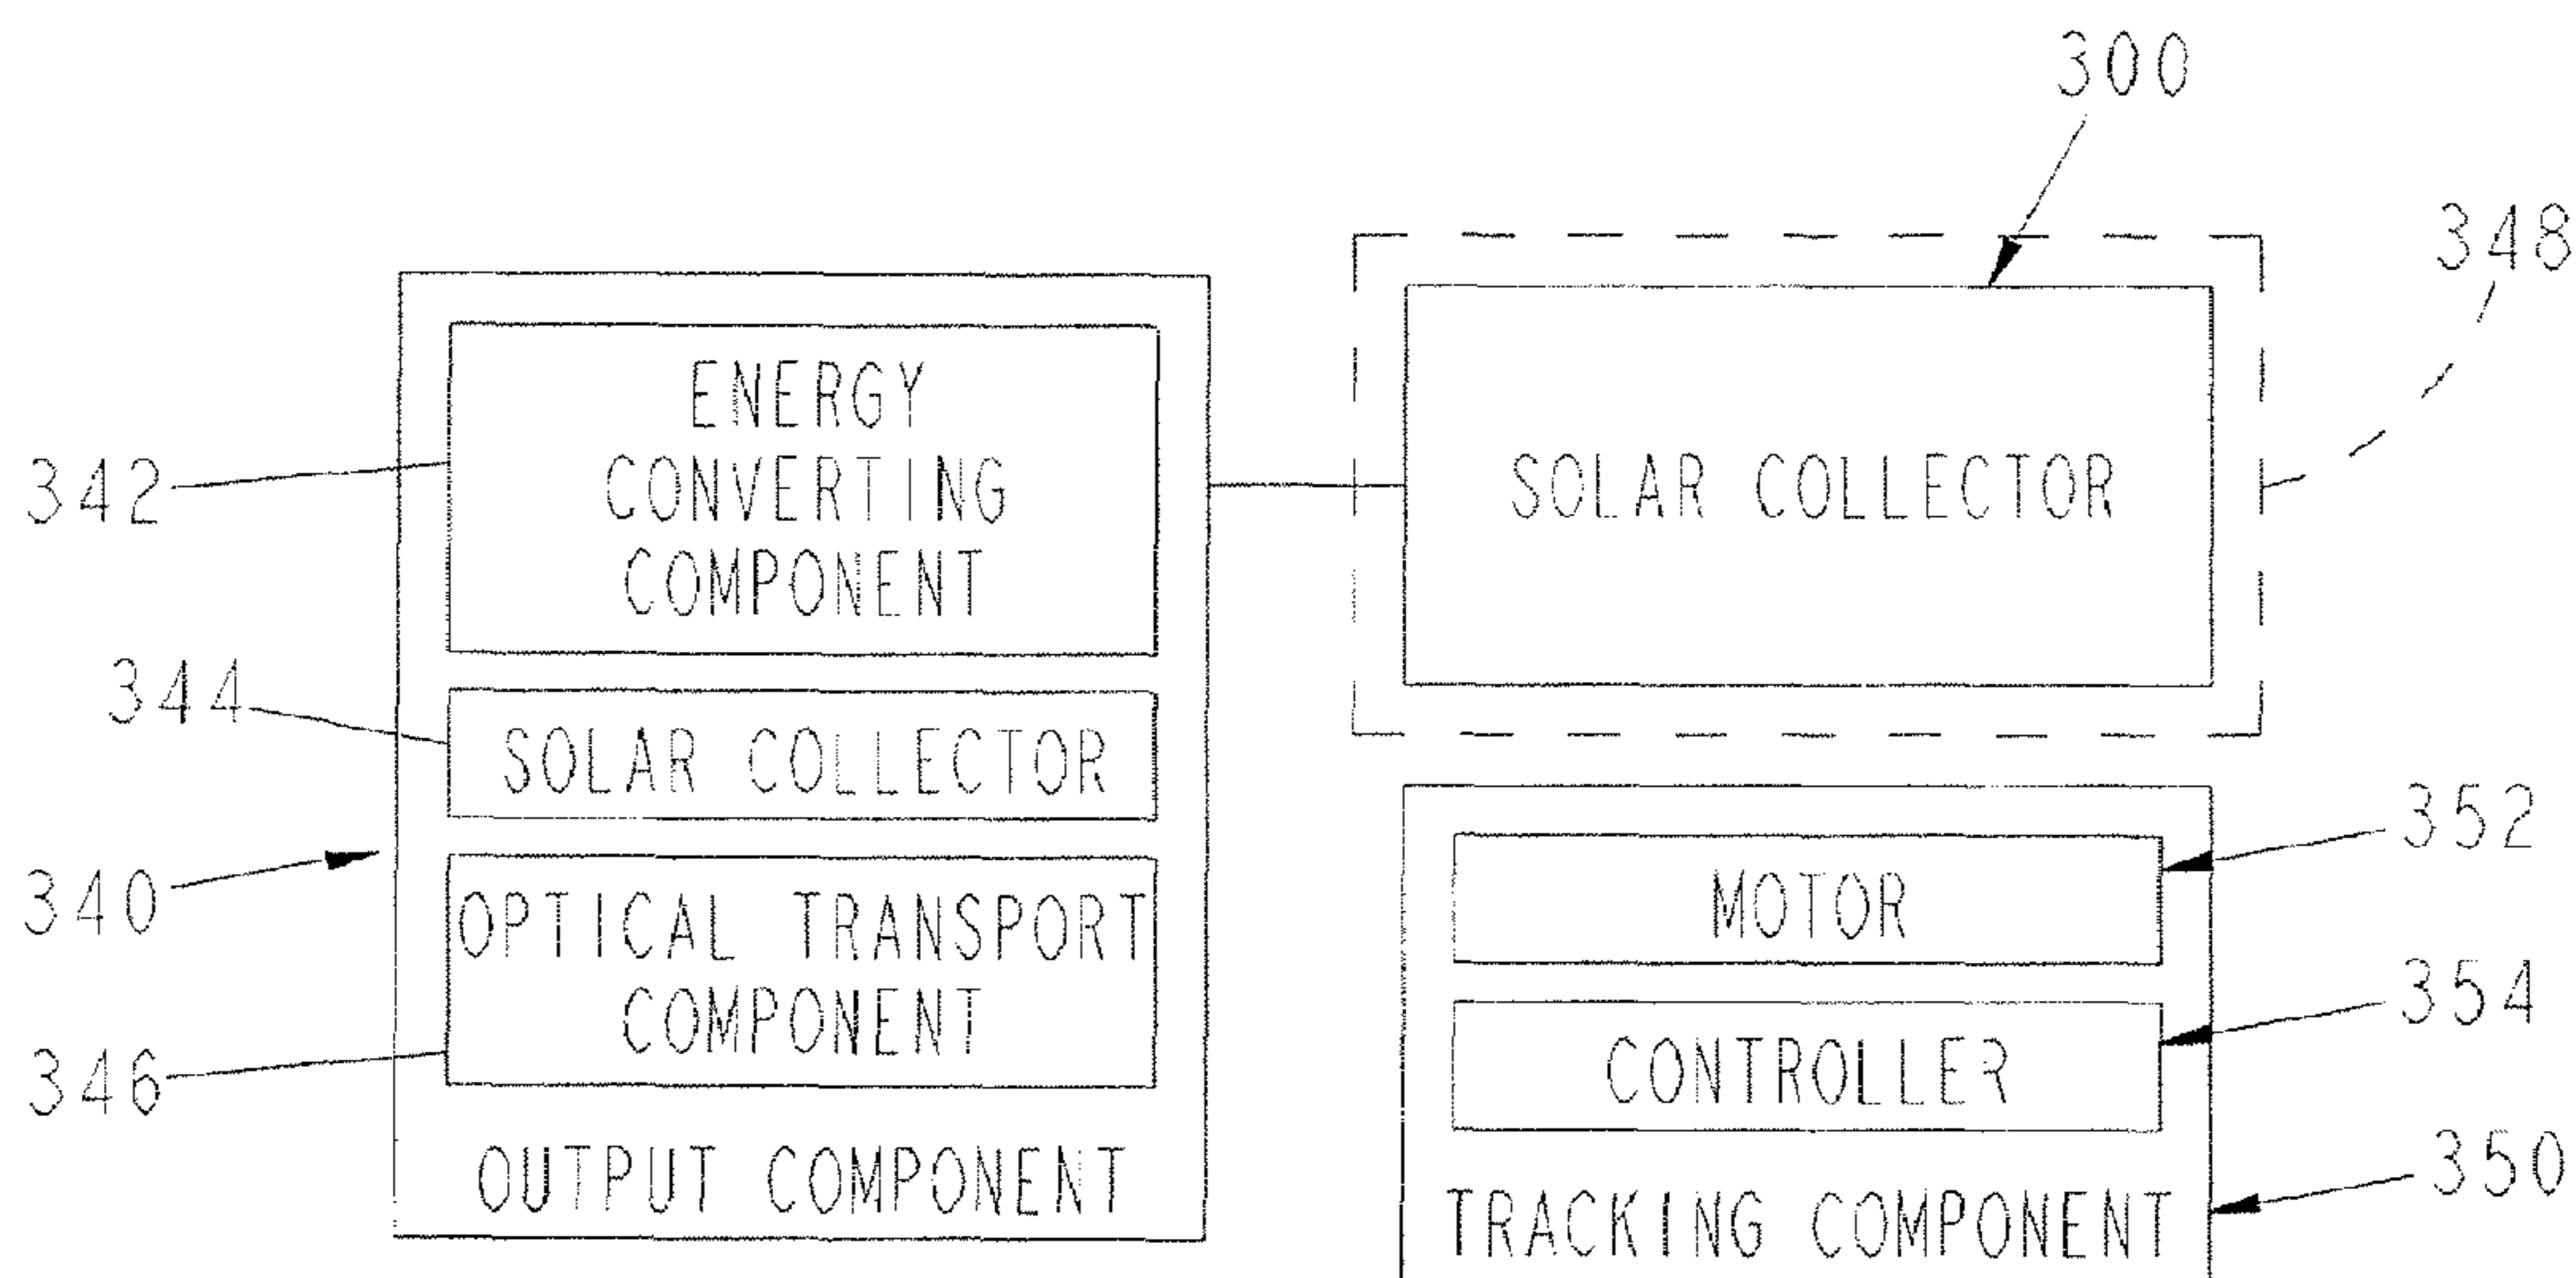 300
348
ENERGY
CONVERTING
COMPONENT
342
SOLAR COLLECTOR
344
SOLAR COLLECTOR
340
OPTICAL TRANSPORT
COMPONENT
346
OUTPUT COMPONENT
352
MOTOR
354
CONTROLLER
350
TRACKING COMPONENT